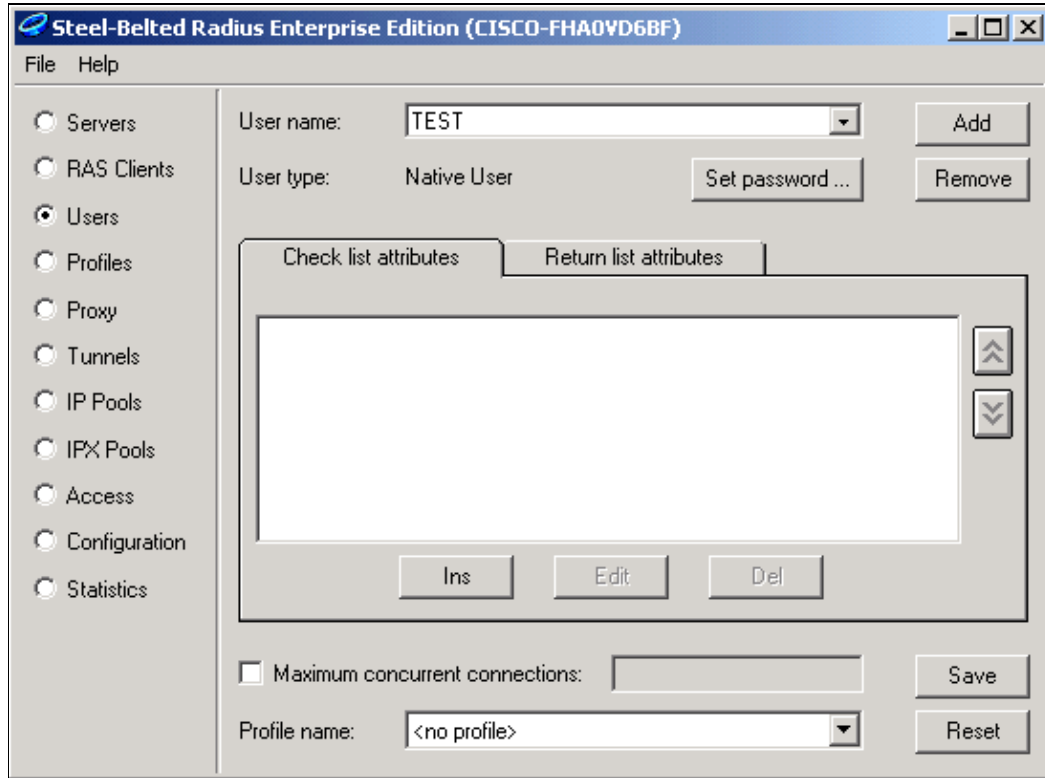 Steel-Belted Radius Enterprise Edition (CISCO-FHA0VD6BF)
File Help
Servers
RAS Clients
Users
Profiles
Proxy
Tunnels
IP Pools
IPX Pools
Access
Configuration
Statistics
User name: TEST Add
User type: Native User Set password ... Remove
Check list attributes Return list attributes
Ins Edit Del
Maximum concurrent connections: Save
Profile name: <no profile> Reset